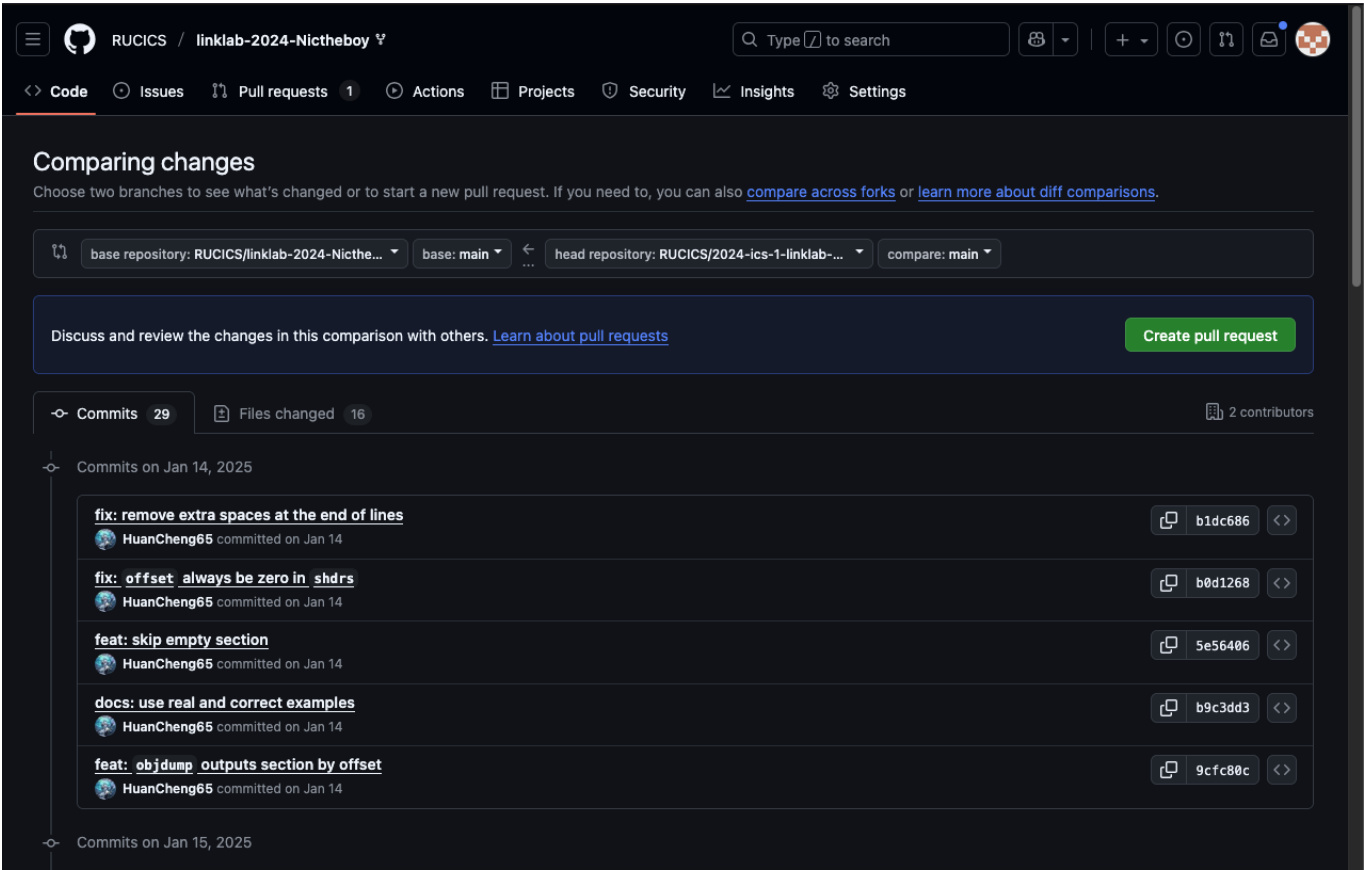 RUCICS / linklab-2024-Nictheboy
Type / to search
Code Issues Pull requests 1 Actions Projects Security Insights Settings
Comparing changes
Choose two branches to see what's changed or to start a new pull request. If you need to, you can also compare across forks or learn more about diff comparisons.
base repository: RUCICS/linklab-2024-Nicthe... base: main ... head repository: RUCICS/2024-ics-1-linklab-... compare: main
Discuss and review the changes in this comparison with others. Learn about pull requests Create pull request
Commits 29 Files changed 16 2 contributors
Commits on Jan 14, 2025
fix: remove extra spaces at the end of lines
b1dc686
HuanCheng65 committed on Jan 14
fix: offset always be zero in shdrs
b0d1268
HuanCheng65 committed on Jan 14
feat: skip empty section
5e56406
HuanCheng65 committed on Jan 14
docs: use real and correct examples
b9c3dd3
HuanCheng65 committed on Jan 14
feat: objdump outputs section by offset
9cfc80c
HuanCheng65 committed on Jan 14
Commits on Jan 15, 2025